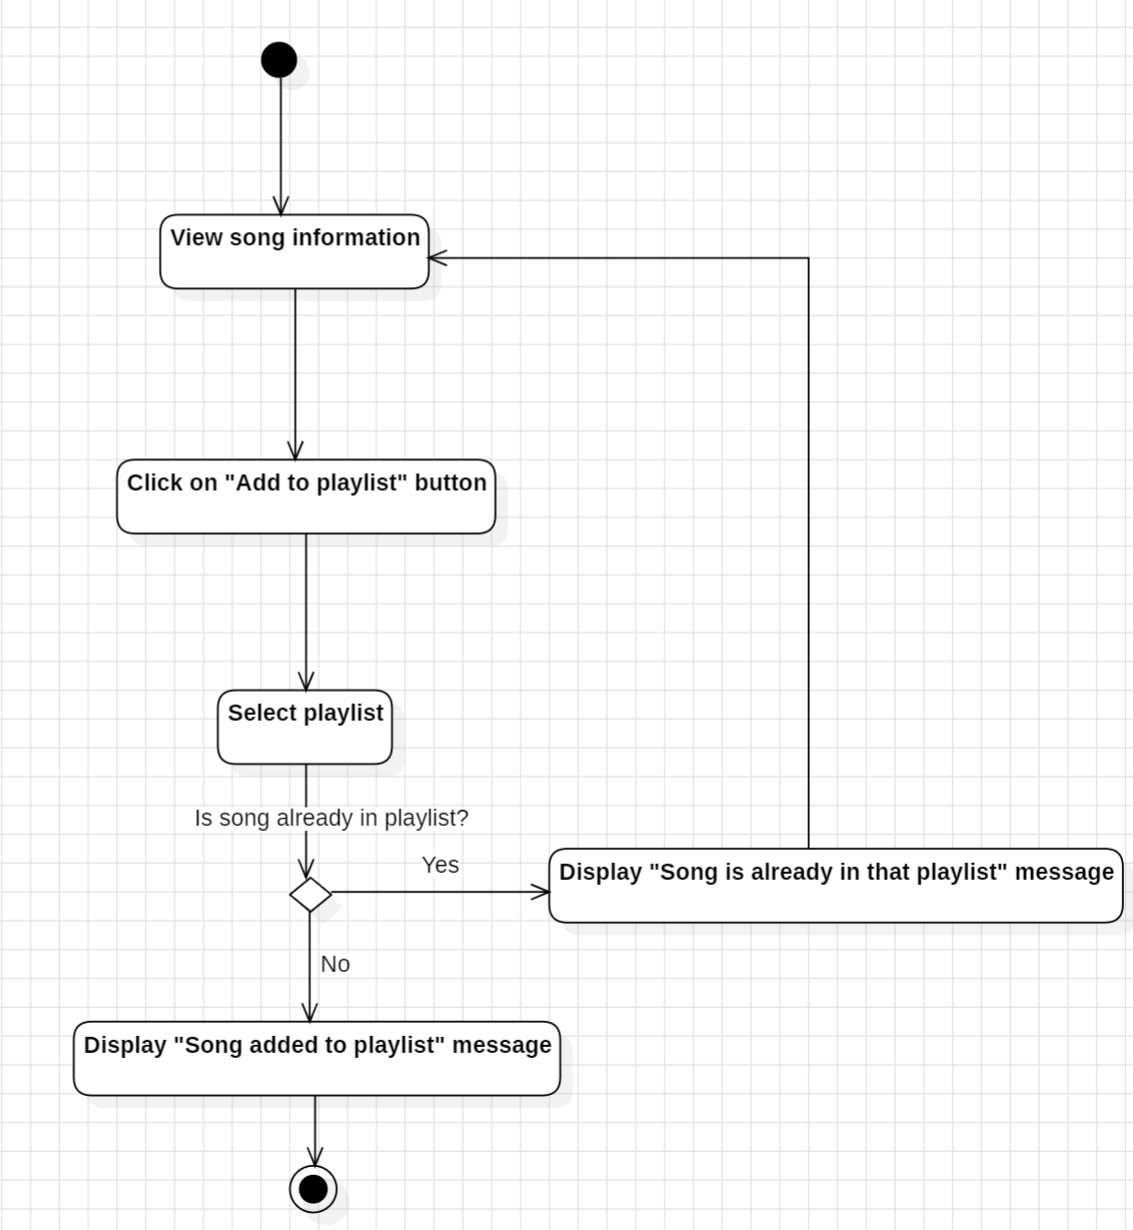 View song information
Click on "Add to playlist" button
Select playlist
Is song already in playlist?
Yes
Display "Song is already in that playlist" message
No
Display "Song added to playlist" message